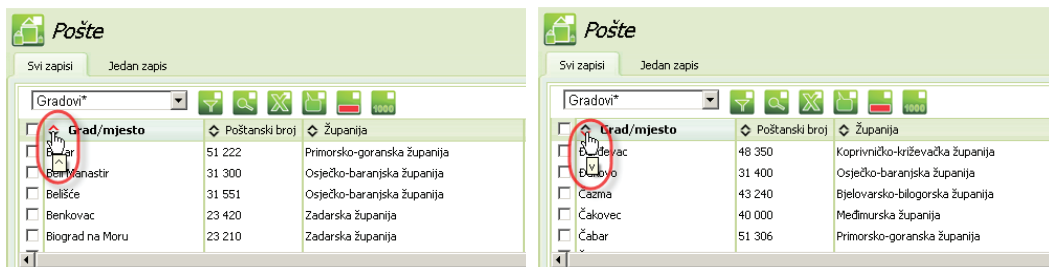 Pošte
Svi zapisi Jedan zapis
Gradovi*
1000
Grad/mjesto Poštanski broj Županija
51 222 Primorsko-goranska županija
Beli Manastir 31 300 Osječko-baranjska županija
Belišće 31 551 Osječko-baranjska županija
Benkovac 23 420 Zadarska županija
Biograd na Moru 23 210 Zadarska županija
Pošte
Svi zapisi Jedan zapis
Gradovi*
1000
Grad/mjesto Poštanski broj Županija
48 350 Koprivničko-križevačka županija
31 400 Osječko-baranjska županija
Čazma 43 240 Bjelovarsko-bilogorska županija
Čakovec 40 000 Međimurska županija
Čabar 51 306 Primorsko-goranska županija